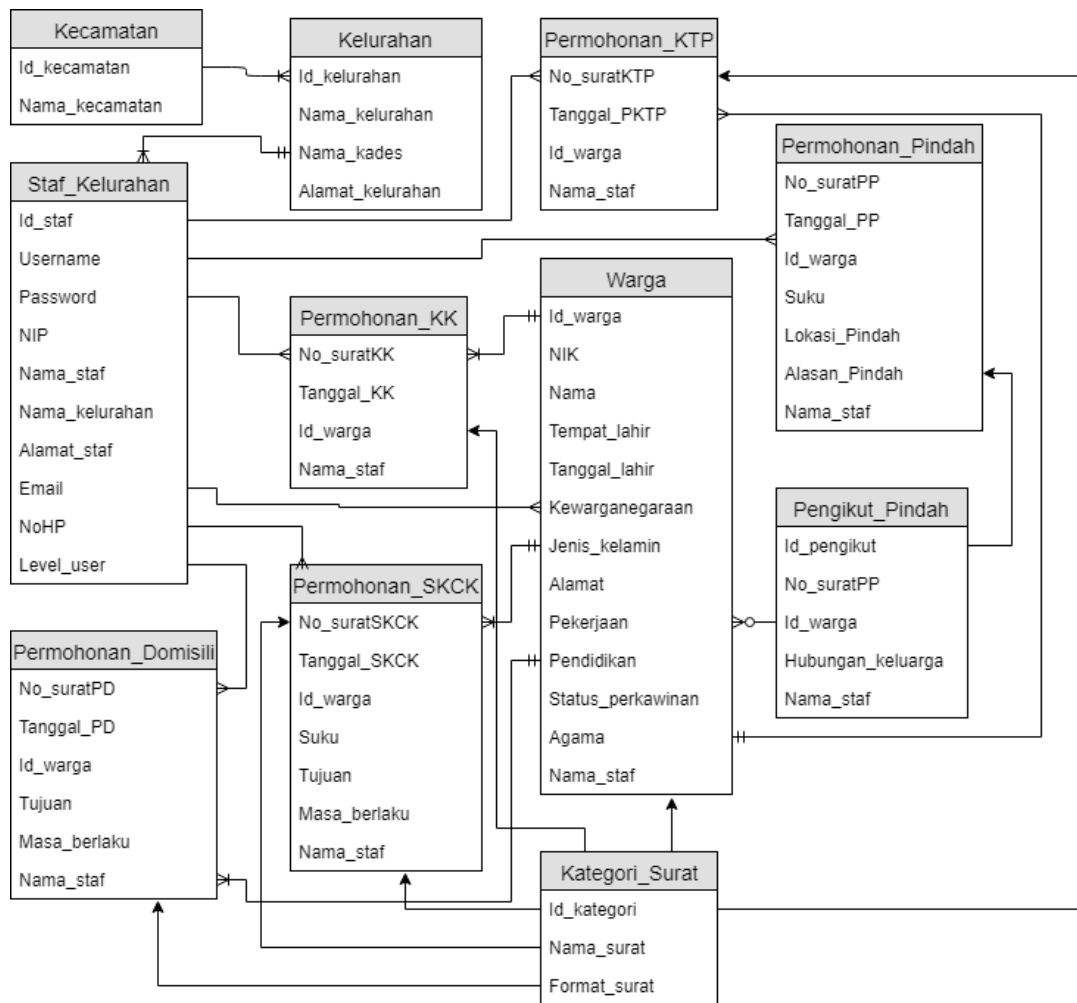 Kecamatan
Id_kecamatan
Nama_kecamatan
Kelurahan
Id_kelurahan
Nama_kelurahan
Nama_kades
Alamat_kelurahan
Permohonan_KTP
No_suratKTP
Tanggal_PKTP
Id_warga
Nama_staf
Permohonan_Pindah
No_suratPP
Tanggal_PP
Id_warga
Suku
Lokasi_Pindah
Alasan_Pindah
Nama_staf
Staf_Kelurahan
Id_staf
Username
Password
NIP
Nama_staf
Nama_kelurahan
Alamat_staf
Email
NoHP
Level_user
Permohonan_KK
No_suratKK
Tanggal_KK
Id_warga
Nama_staf
Warga
Id_warga
NIK
Nama
Tempat_lahir
Tanggal_lahir
Kewarganegaraan
Jenis_kelamin
Alamat
Pekerjaan
Pendidikan
Status_perkawinan
Agama
Nama_staf
Pengikut_Pindah
Id_pengikut
No_suratPP
Id_warga
Hubungan_keluarga
Nama_staf
Permohonan_SKCK
No_suratSKCK
Tanggal_SKCK
Id_warga
Suku
Tujuan
Masa_berlaku
Nama_staf
Permohonan_Domisili
No_suratPD
Tanggal_PD
Id_warga
Tujuan
Masa_berlaku
Nama_staf
Kategori_Surat
Id_kategori
Nama_surat
Format_surat